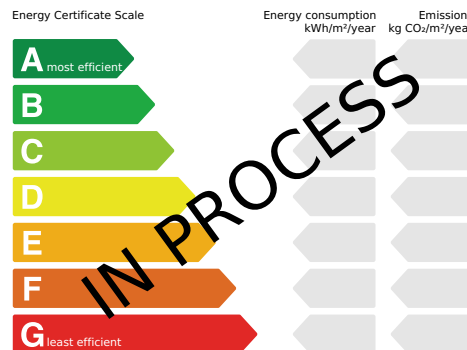 Energy Certificate Scale
Energy consumption
kWh/m²/year
Emission
kg CO₂/m²/year
A most efficient
B
C
D
E
F
G least efficient
IN PROCESS